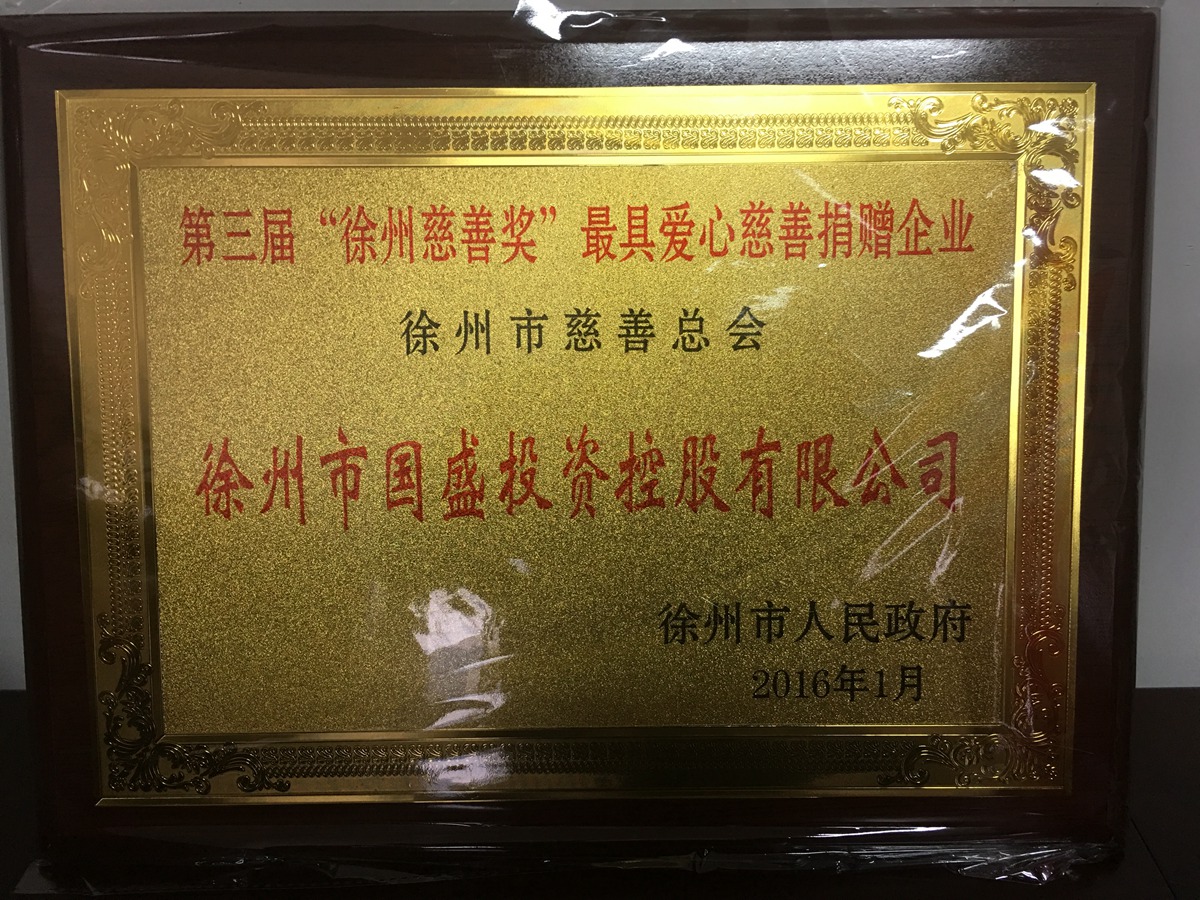 第三届“徐州慈善奖”最具爱心慈善捐赠企业
徐州市慈善总会
徐州市国盛投资控股有限公司
徐州市人民政府
2016年1月